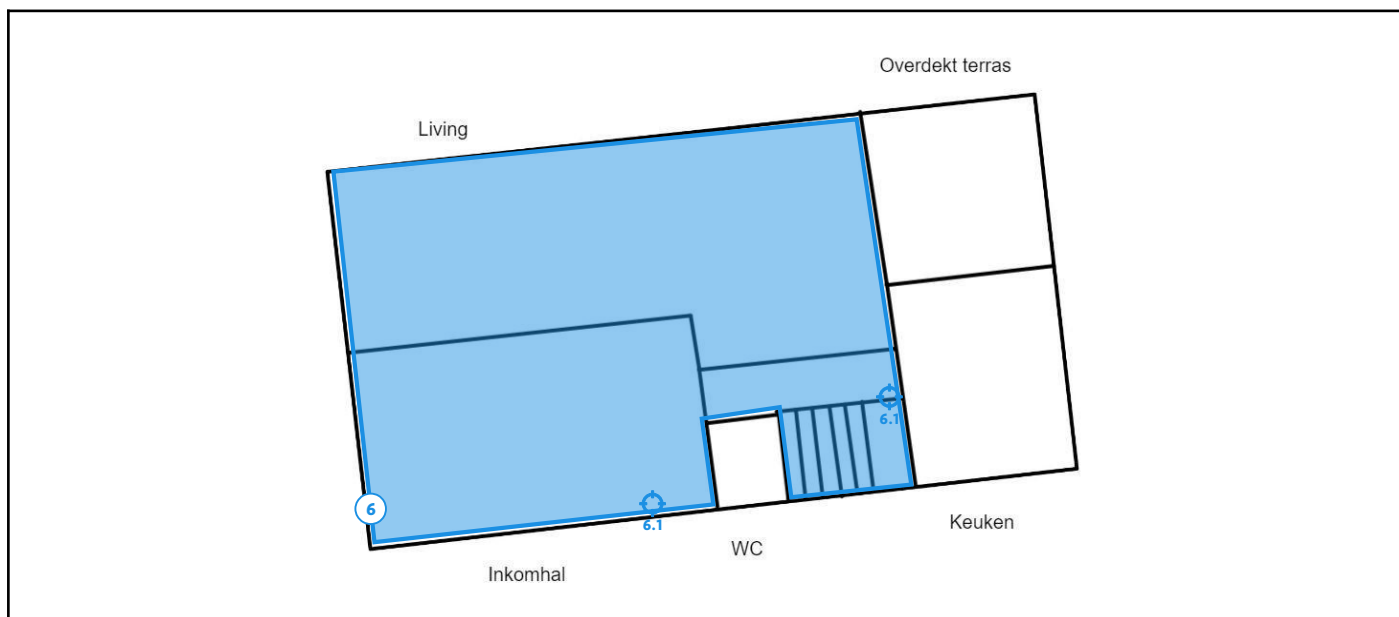 Overdekt terras
Living
6.1
6
6.1
Keuken
WC
Inkomhal